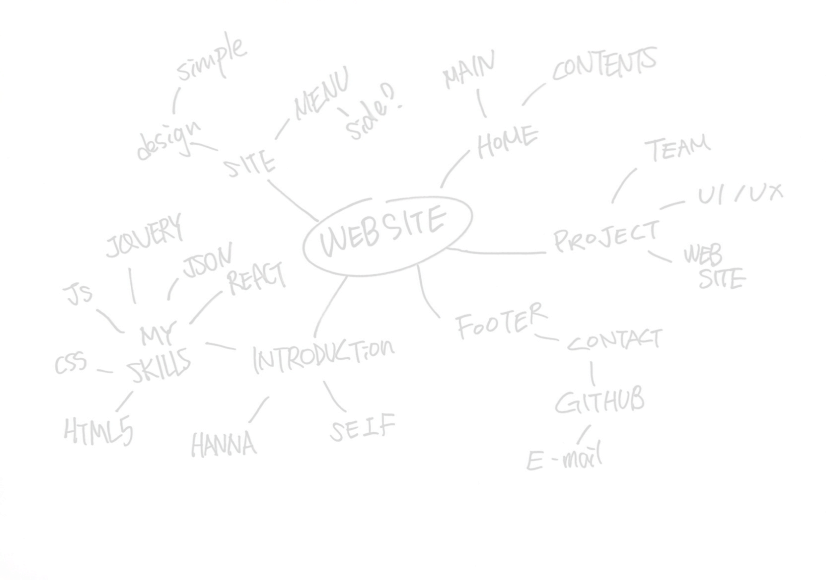 simple
design
SITE
MENU
side?
MAIN
CONTENTS
HOME
TEAM
UI/UX
PROJECT
WEB
SITE
WEBSITE
JQUERY
JSON
REACT
JS
MY
SKILLS
CSS
HTML5
INTRODUCTION
HANNA
SEIF
FOOTER
CONTACT
GITHUB
E-mail